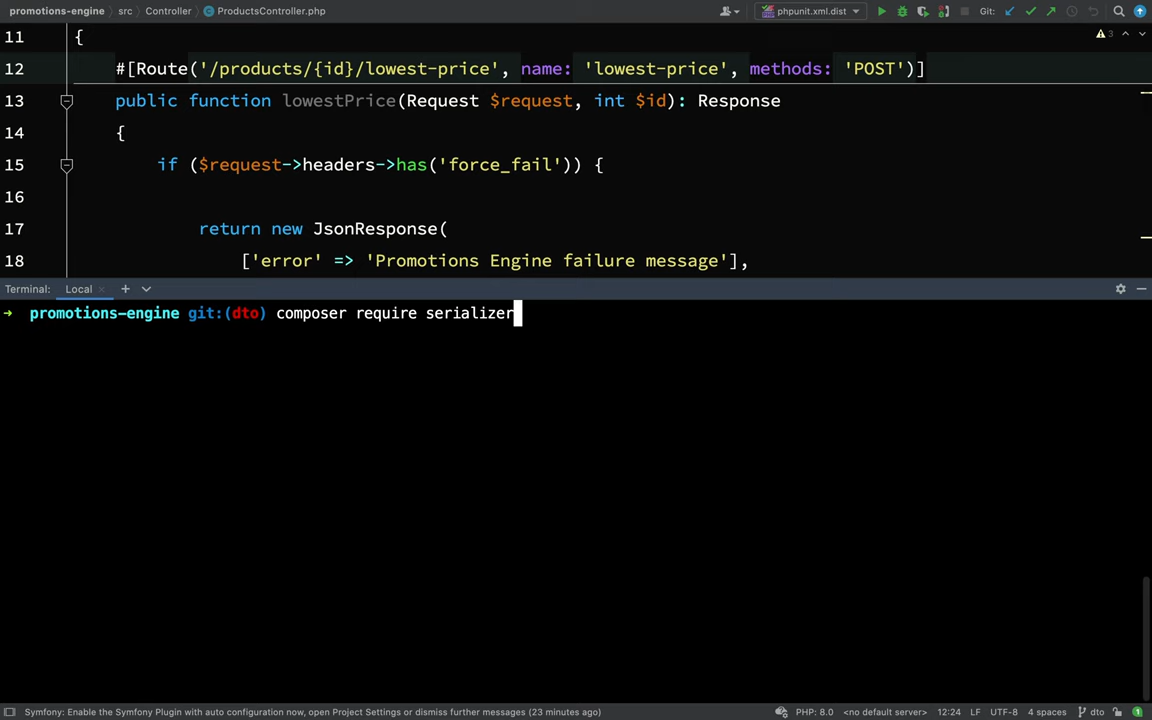 promotions-engine src Controller ProductsController.php phpunit.xml.dist Git:
11 {
12 #[Route('/products/{id}/lowest-price', name: 'lowest-price', methods: 'POST')]
13 public function lowestPrice(Request $request, int $id): Response
14 {
15 if ($request->headers->has('force_fail')) {
16
17 return new JsonResponse(
18 ['error' => 'Promotions Engine failure message'],
3
Terminal: Local
promotions-engine git:(dto) composer require serializer
Symfony: Enable the Symfony Plugin with auto configuration now, open Project Settings or dismiss further messages (23 minutes ago) PHP: 8.0 <no default server> 12:24 LF UTF-8 4 spaces dto 1